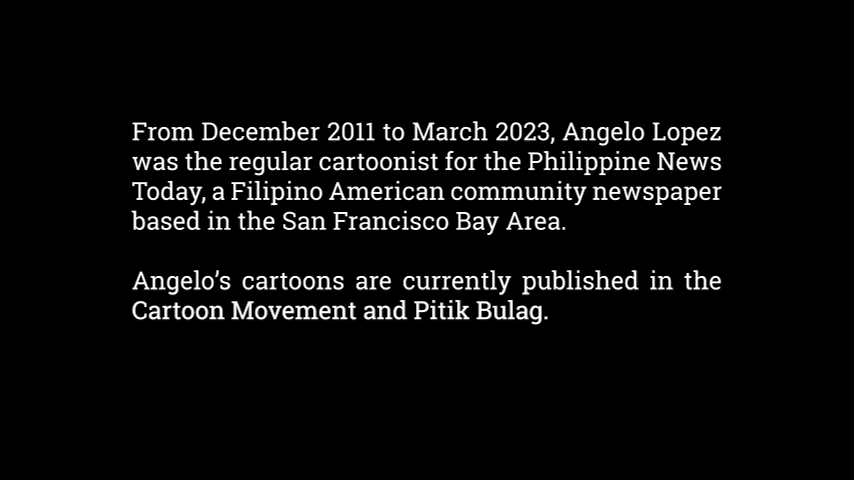 From December 2011 to March 2023, Angelo Lopez
was the regular cartoonist for the Philippine News
Today, a Filipino American community newspaper
based in the San Francisco Bay Area.
Angelo’s cartoons are currently published in the
Cartoon Movement and Pitik Bulag.